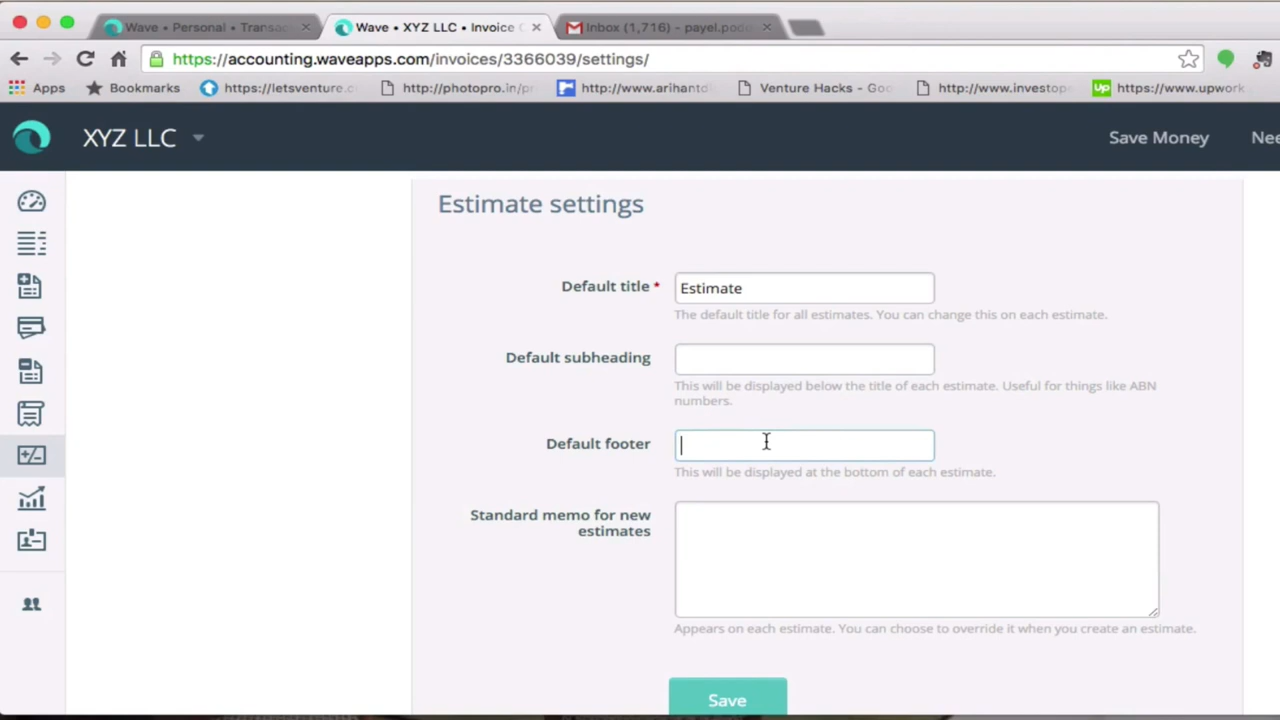 Wave • Personal • Transac
Wave • XYZ LLC • Invoice
Inbox (1,716) - payel.pod
https://accounting.waveapps.com/invoices/3366039/settings/
Apps
Bookmarks
https://letsventure.c
http://photopro.in/p
http://www.arihantd
Venture Hacks - Goo
http://www.investop
Up
https://www.upwork
XYZ LLC
Save Money
Nee
Estimate settings
Default title *
Estimate
The default title for all estimates. You can change this on each estimate.
Default subheading
This will be displayed below the title of each estimate. Useful for things like ABN
numbers.
Default footer
This will be displayed at the bottom of each estimate.
Standard memo for new
estimates
Appears on each estimate. You can choose to override it when you create an estimate.
Save